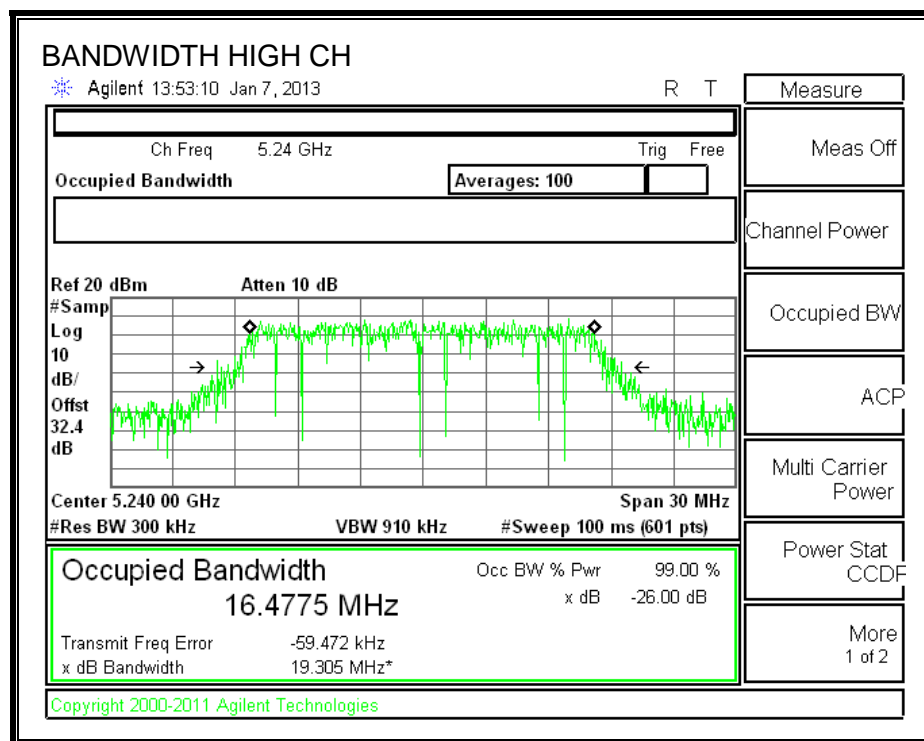 BANDWIDTH HIGH CH
Agilent 13:53:10 Jan 7, 2013 R T
Measure
Meas Off
Channel Power
Occupied BW
ACP
Multi Carrier
Power
Power Stat
CCDF
More
1 of 2
Ch Freq 5.24 GHz Trig Free
Occupied Bandwidth Averages: 100
Ref 20 dBm Atten 10 dB
#Samp
Log
10
dB/
Offst
32.4
dB
Center 5.240 00 GHz Span 30 MHz
#Res BW 300 kHz VBW 910 kHz #Sweep 100 ms (601 pts)
Occupied Bandwidth Occ BW % Pwr 99.00 %
16.4775 MHz x dB -26.00 dB
Transmit Freq Error -59.472 kHz
x dB Bandwidth 19.305 MHz*
Copyright 2000-2011 Agilent Technologies